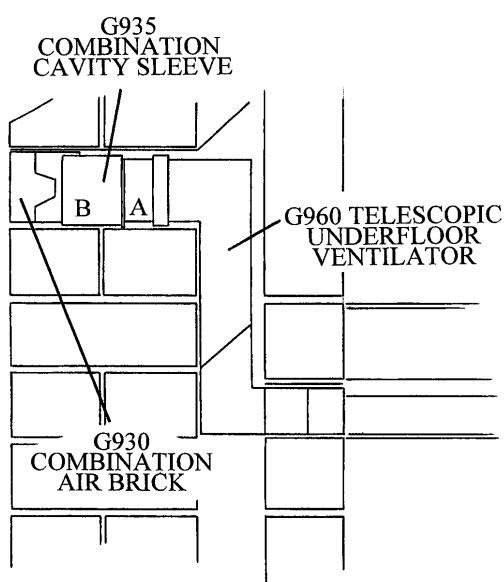 G935
COMBINATION
CAVITY SLEEVE
B
A
G960 TELESCOPIC
UNDERFLOOR
VENTILATOR
G930
COMBINATION
AIR BRICK